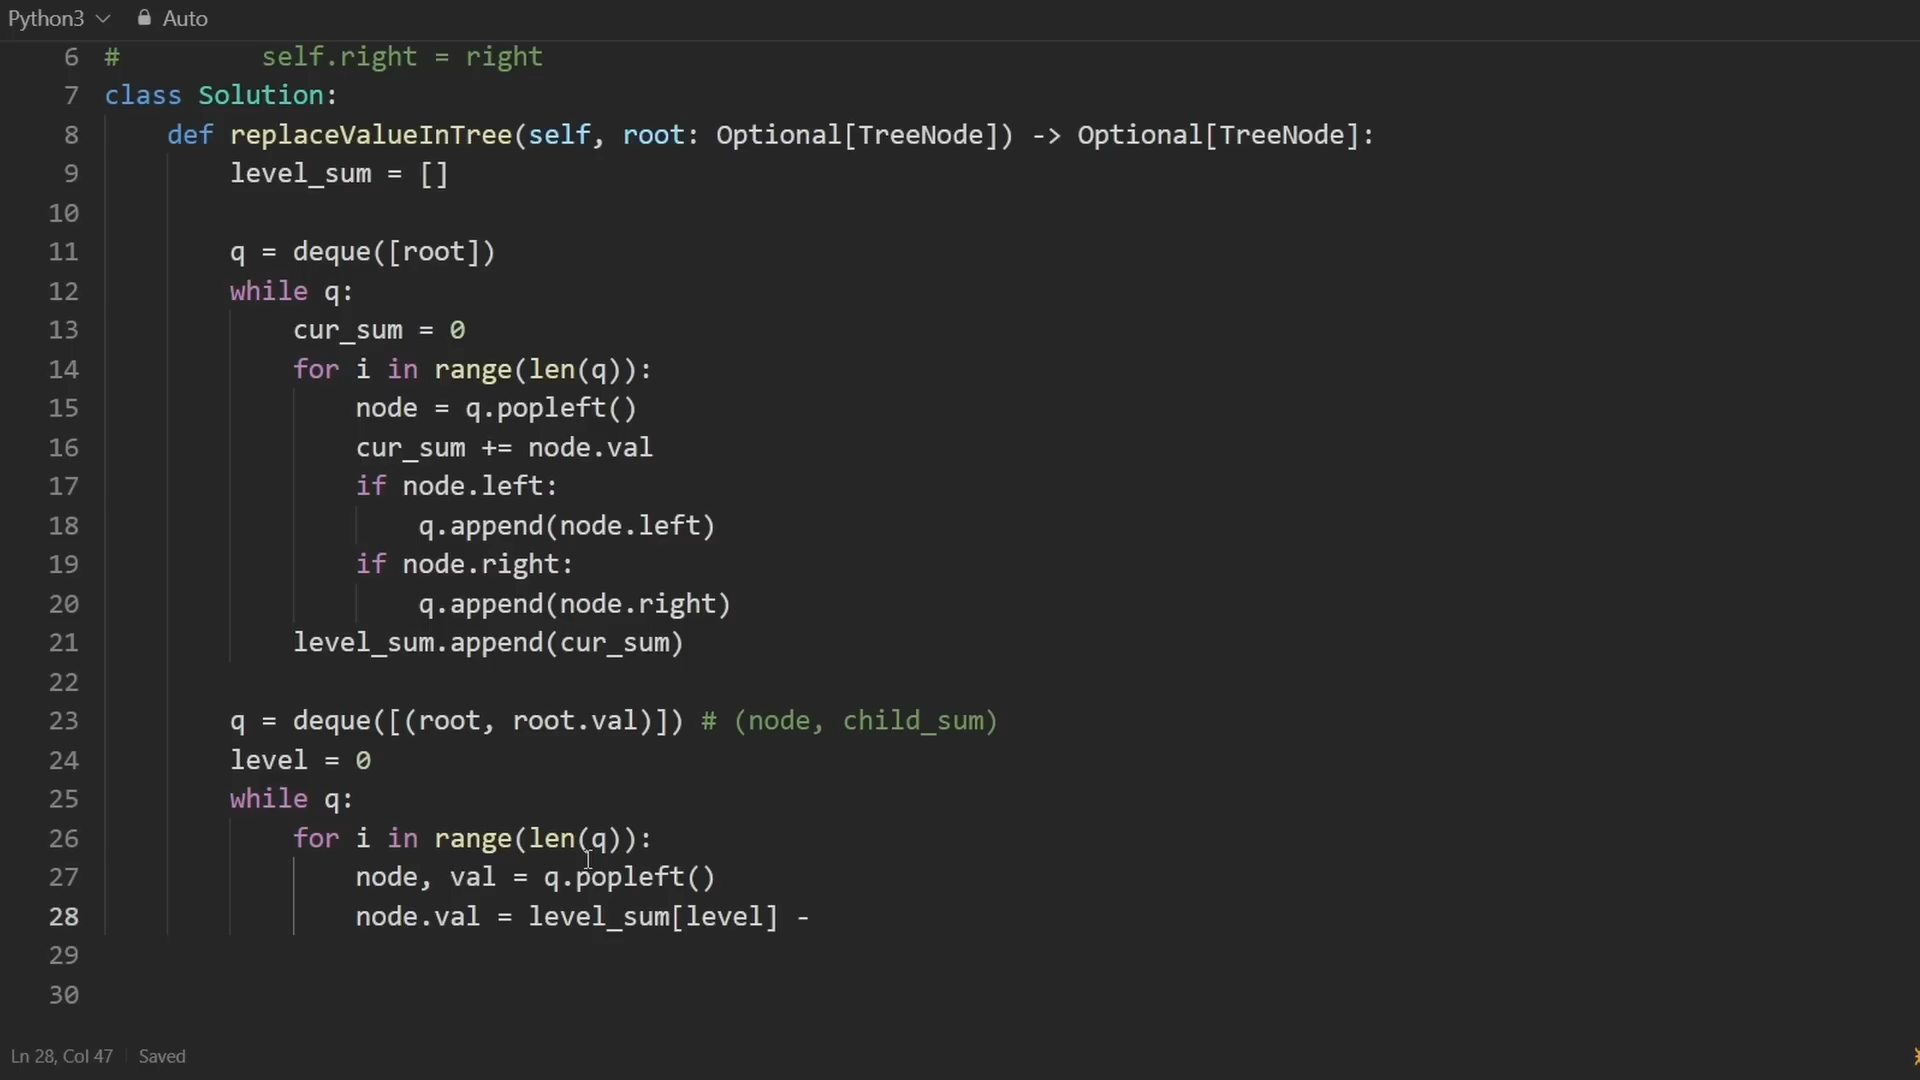 Python3 Auto
6 #         self.right = right
7 class Solution:
8     def replaceValueInTree(self, root: Optional[TreeNode]) -> Optional[TreeNode]:
9         level_sum = []
10
11         q = deque([root])
12         while q:
13             cur_sum = 0
14             for i in range(len(q)):
15                 node = q.popleft()
16                 cur_sum += node.val
17                 if node.left:
18                     q.append(node.left)
19                 if node.right:
20                     q.append(node.right)
21             level_sum.append(cur_sum)
22
23         q = deque([(root, root.val)]) # (node, child_sum)
24         level = 0
25         while q:
26             for i in range(len(q)):
27                 node, val = q.popleft()
28                 node.val = level_sum[level] -
29
30
Ln 28, Col 47 Saved